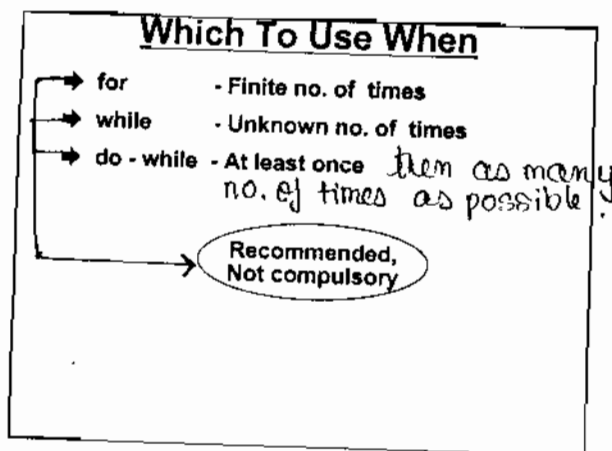 Which To Use When
for - Finite no. of times
while - Unknown no. of times
do - while - At least once then as many
no. of times as possible.
Recommended,
Not compulsory